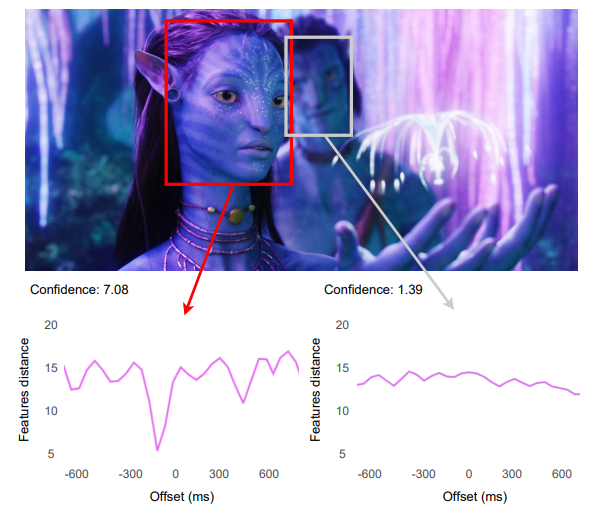 Confidence: 7.08
Confidence: 1.39
Features distance
20
15
10
5
-600 -300 0 300 600
Offset (ms)
Features distance
20
15
10
5
-600 -300 0 300 600
Offset (ms)